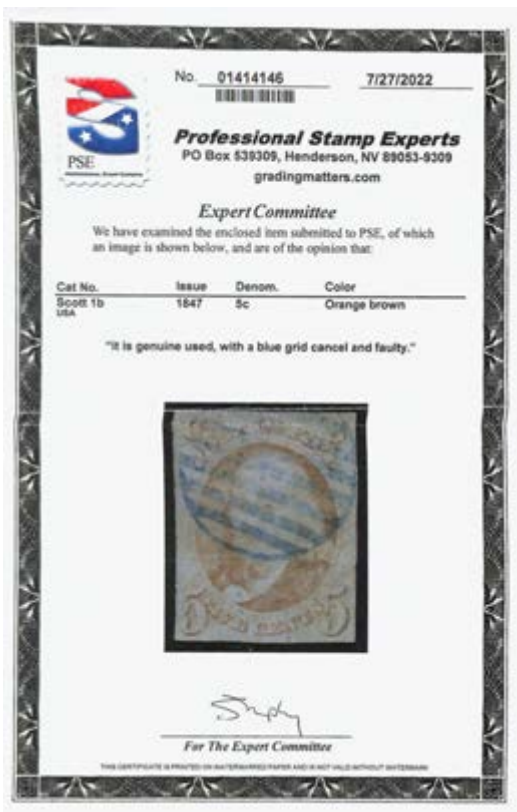 No. 01414146 7/27/2022
PSE
Professional Stamp Experts
PO Box 539309, Henderson, NV 89053-9309
gradingmatters.com
Expert Committee
We have examined the enclosed item submitted to PSE, of which
an image is shown below, and are of the opinion that:
Cat No. Issue Denom. Color
Scott 1b 1847 5c Orange brown
USA
"It is genuine used, with a blue grid cancel and faulty."
For The Expert Committee
THIS CERTIFICATE IS PRINTED ON WATERMARKED PAPER AND IS NOT VALID WITHOUT WATERMARK